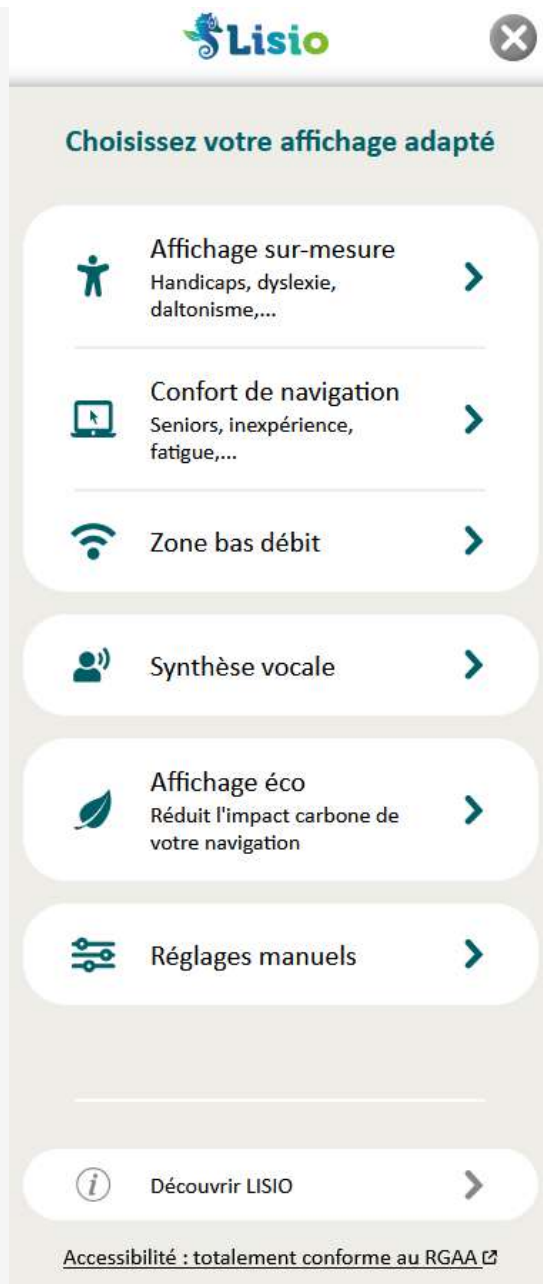 Lisio
Choisissez votre affichage adapté
Affichage sur-mesure
Handicaps, dyslexie,
daltonisme,...
Confort de navigation
Seniors, inexpérience,
fatigue,...
Zone bas débit
Synthèse vocale
Affichage éco
Réduit l'impact carbone de
votre navigation
Réglages manuels
Découvrir LISIO
Accessibilité : totalement conforme au RGAA